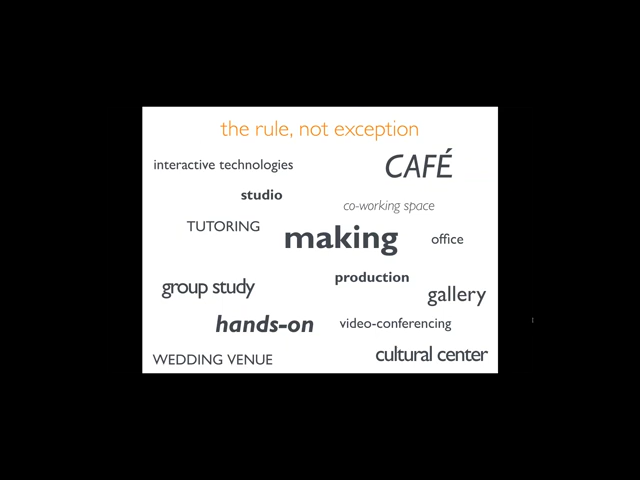 the rule, not exception
interactive technologies
CAFÉ
studio
co-working space
TUTORING
making
office
production
group study
gallery
hands-on
video-conferencing
WEDDING VENUE
cultural center